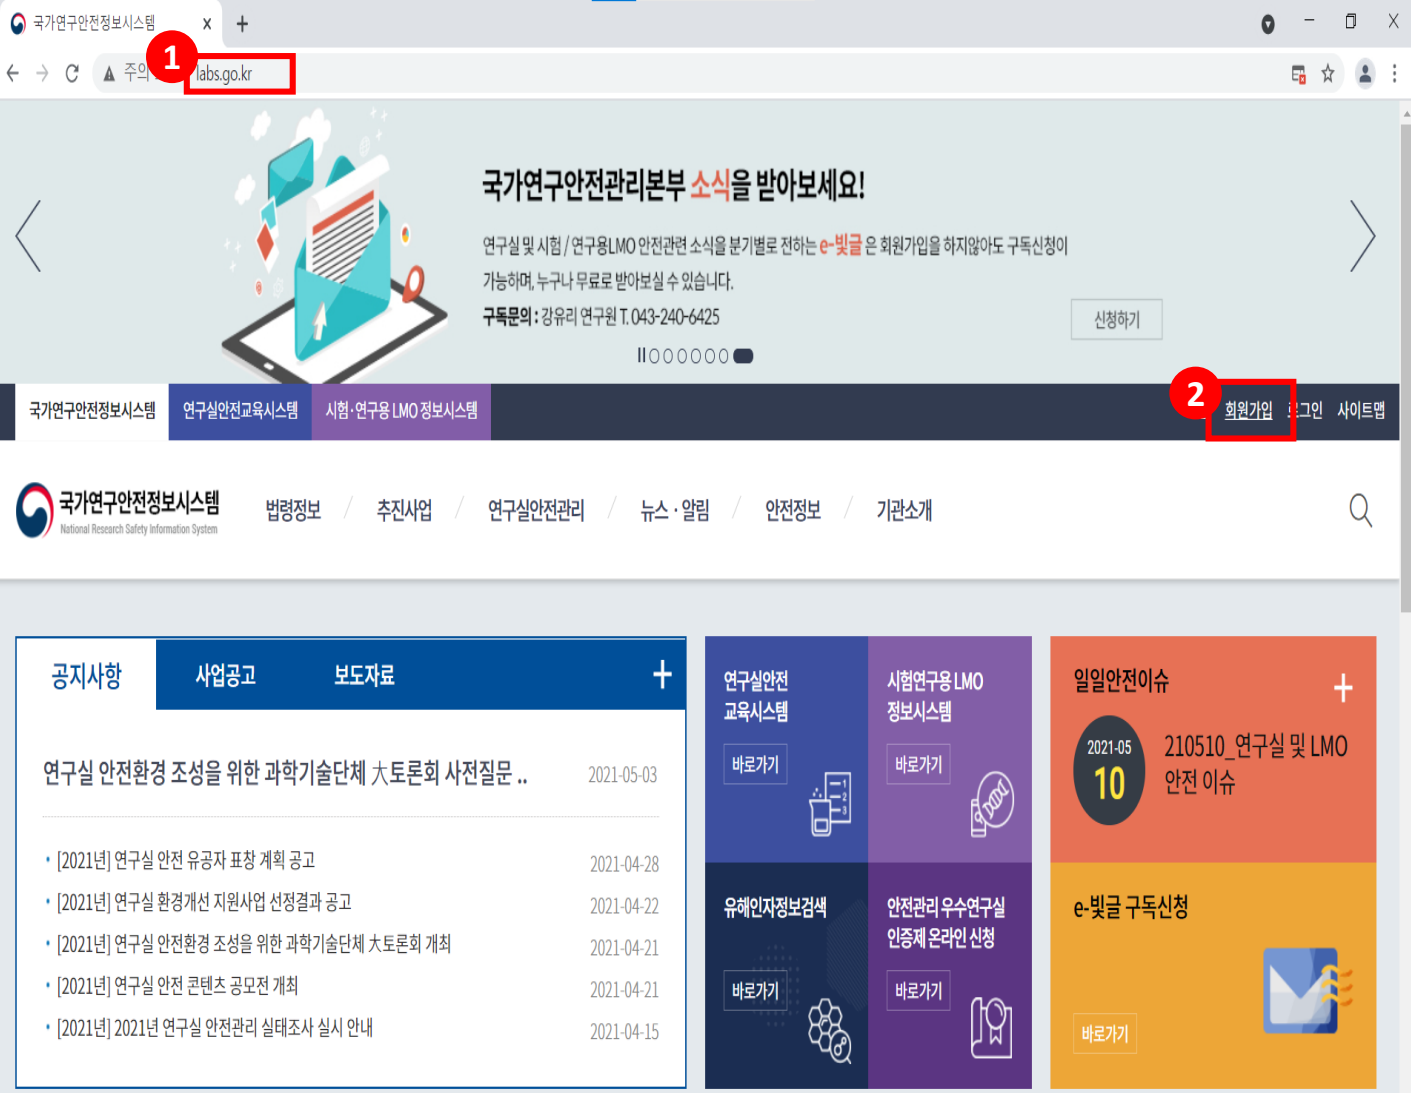 국가연구안전정보시스템
1
주의
labs.go.kr
국가연구안전관리본부 소식을 받아보세요!
연구실 및 시험 / 연구용LMO 안전관련 소식을 분기별로 전하는 e-빛글 은 회원가입을 하지않아도 구독신청이
가능하며, 누구나 무료로 받아보실 수 있습니다.
구독문의 : 강유리 연구원 T. 043-240-6425
신청하기
국가연구안전정보시스템
연구실안전교육시스템
시험·연구용 LMO 정보시스템
2
회원가입
로그인
사이트맵
국가연구안전정보시스템
National Research Safety Information System
법령정보 / 추진사업 / 연구실안전관리 / 뉴스 · 알림 / 안전정보 / 기관소개
공지사항
사업공고
보도자료
+
연구실 안전환경 조성을 위한 과학기술단체 大토론회 사전질문 .. 2021-05-03
· [2021년] 연구실 안전 유공자 표창 계획 공고 2021-04-28
· [2021년] 연구실 환경개선 지원사업 선정결과 공고 2021-04-22
· [2021년] 연구실 안전환경 조성을 위한 과학기술단체 大토론회 개최 2021-04-21
· [2021년] 연구실 안전 콘텐츠 공모전 개최 2021-04-21
· [2021년] 2021년 연구실 안전관리 실태조사 실시 안내 2021-04-15
연구실안전
교육시스템
바로가기
1
2
3
시험연구용 LMO
정보시스템
바로가기
유해인자정보검색
바로가기
안전관리 우수연구실
인증제 온라인 신청
바로가기
일일안전이슈
+
2021-05
10
210510_연구실 및 LMO
안전 이슈
e-빛글 구독신청
바로가기